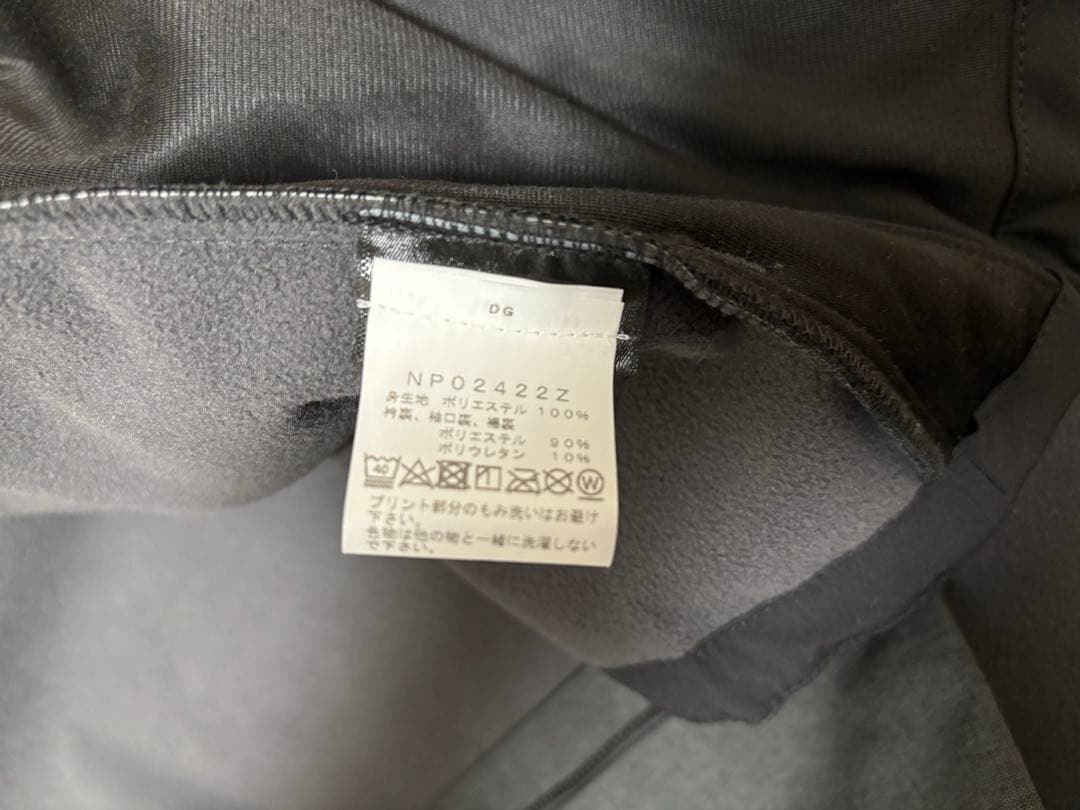 DG
NP02422Z
身生地 ポリエステル 100%
衿裏、袖口裏、裾裏
ポリエステル 90%
ポリウレタン 10%
40 W
プリント部分のもみ洗いはお避け
下さい。
色物は他の物と一緒に洗濯しない
で下さい。